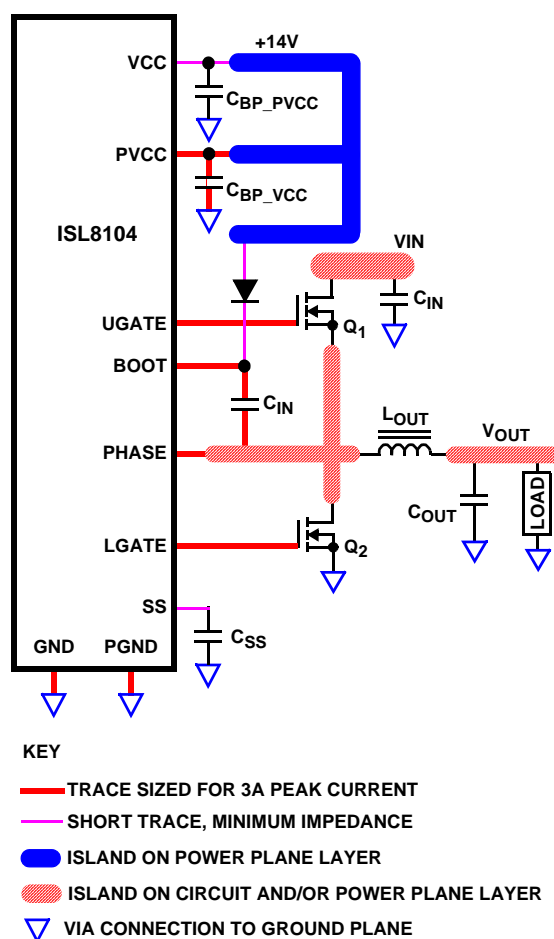 +14V
VCC
CBP_PVCC
PVCC
CBP_VCC
ISL8104
VIN
CIN
UGATE
Q1
BOOT
CIN
LOUT
VOUT
PHASE
COUT
LOAD
LGATE
Q2
SS
CSS
GND PGND
KEY
TRACE SIZED FOR 3A PEAK CURRENT
SHORT TRACE, MINIMUM IMPEDANCE
ISLAND ON POWER PLANE LAYER
ISLAND ON CIRCUIT AND/OR POWER PLANE LAYER
VIA CONNECTION TO GROUND PLANE